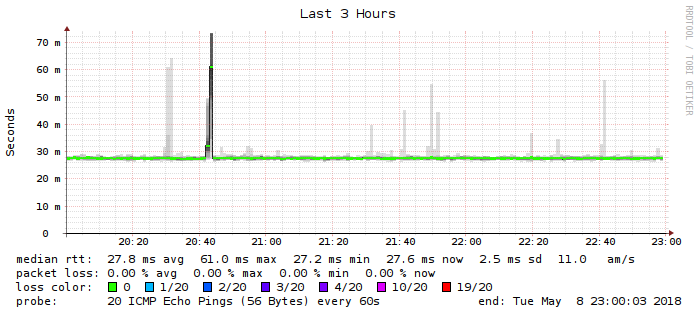 Last 3 Hours
RRDTOOL / TOBI OETIKER
Seconds
70 m
60 m
50 m
40 m
30 m
20 m
10 m
0
20:20 20:40 21:00 21:20 21:40 22:00 22:20 22:40 23:00
median rtt: 27.8 ms avg 61.0 ms max 27.2 ms min 27.6 ms now 2.5 ms sd 11.0 am/s
packet loss: 0.00 % avg 0.00 % max 0.00 % min 0.00 % now
loss color: 0 1/20 2/20 3/20 4/20 10/20 19/20
probe: 20 ICMP Echo Pings (56 Bytes) every 60s end: Tue May 8 23:00:03 2018